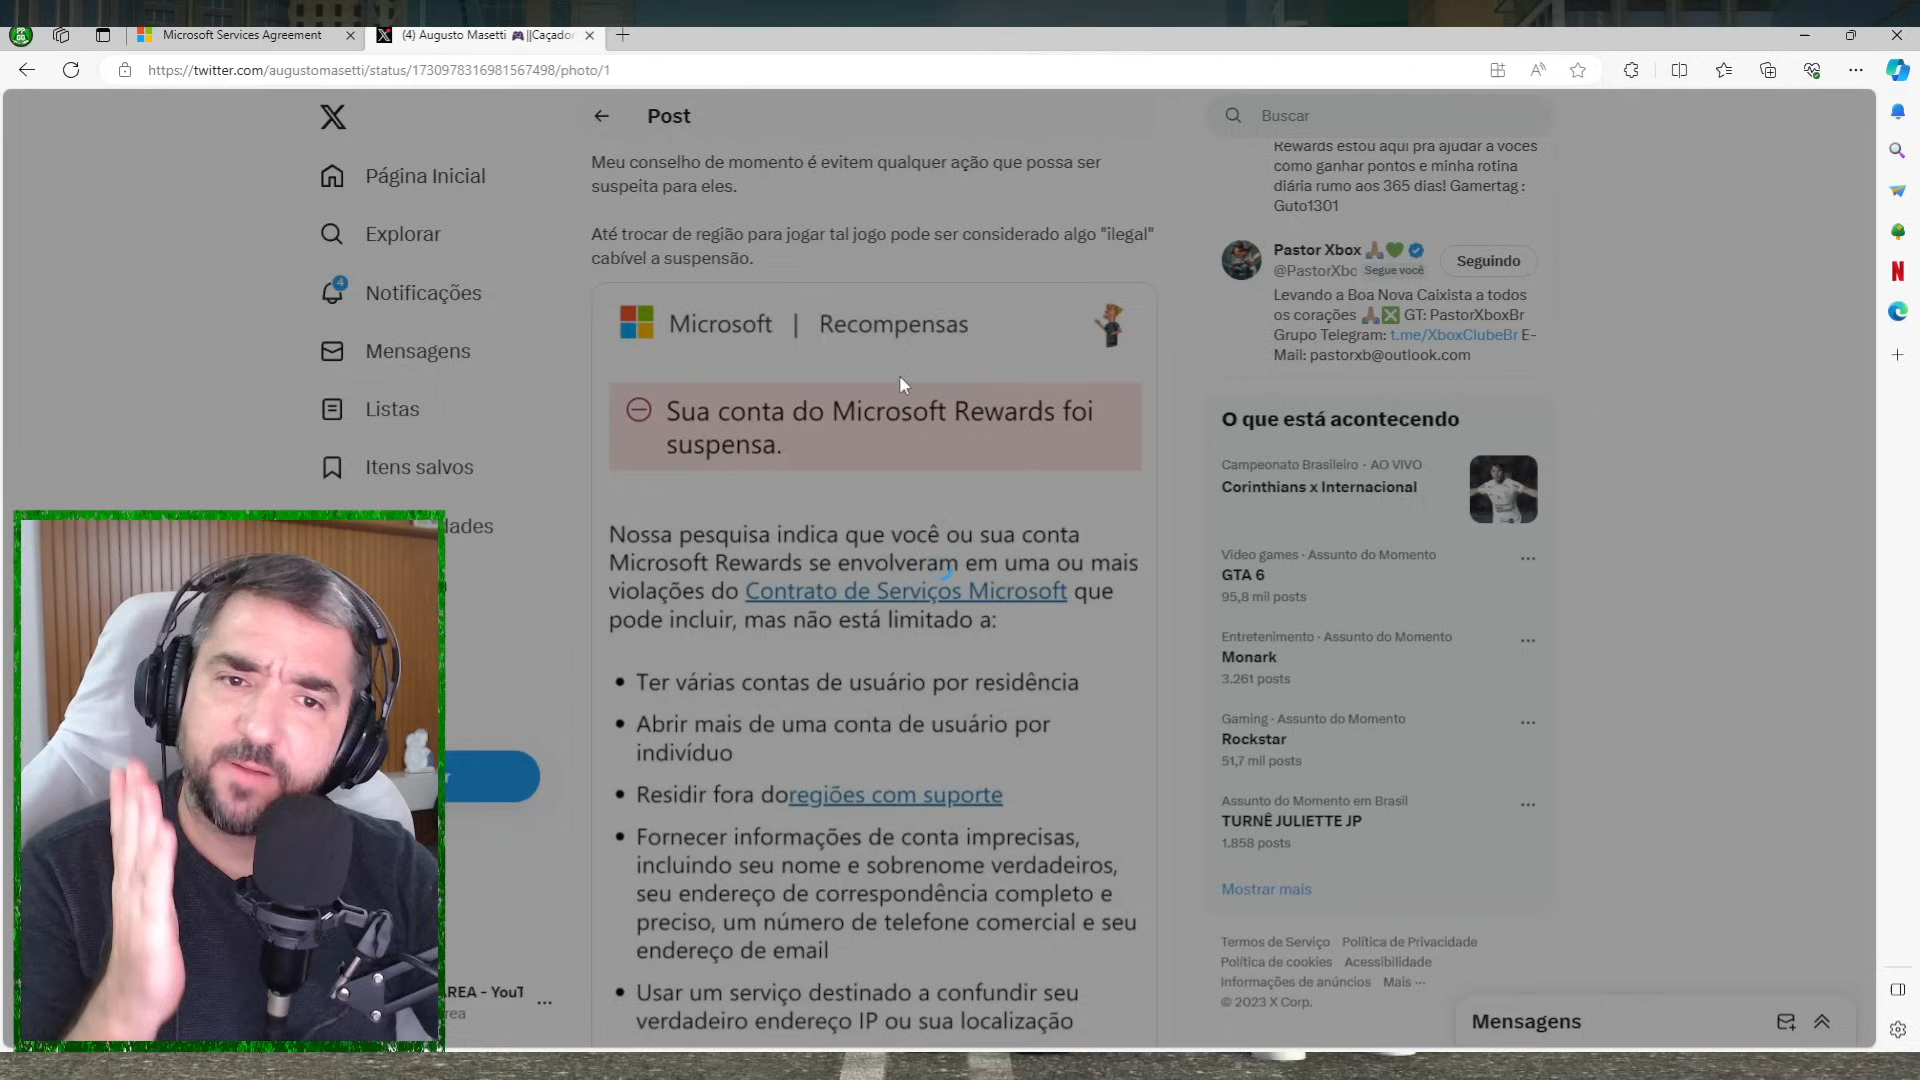 Microsoft Services Agreement
(4) Augusto Masetti 🎮||Caçador
https://twitter.com/augustomasetti/status/1730978316981567498/photo/1
Página Inicial
Explorar
4
Notificações
Mensagens
Listas
Itens salvos
dades
r
REA - YouT
rea
Post
Meu conselho de momento é evitem qualquer ação que possa ser
suspeita para eles.
Até trocar de região para jogar tal jogo pode ser considerado algo "ilegal"
cabível a suspensão.
Microsoft | Recompensas
Sua conta do Microsoft Rewards foi
suspensa.
Nossa pesquisa indica que você ou sua conta
Microsoft Rewards se envolveram em uma ou mais
violações do Contrato de Serviços Microsoft que
pode incluir, mas não está limitado a:
• Ter várias contas de usuário por residência
• Abrir mais de uma conta de usuário por
indivíduo
• Residir fora doregiões com suporte
• Fornecer informações de conta imprecisas,
incluindo seu nome e sobrenome verdadeiros,
seu endereço de correspondência completo e
preciso, um número de telefone comercial e seu
endereço de email
• Usar um serviço destinado a confundir seu
verdadeiro endereço IP ou sua localização
Buscar
Rewards estou aqui pra ajudar a voces
como ganhar pontos e minha rotina
diária rumo aos 365 dias! Gamertag :
Guto1301
Pastor Xbox 🙏🏼💚
Seguindo
@PastorXbc Segue você
Levando a Boa Nova Caixista a todos
os corações 🙏🏼❎ GT: PastorXboxBr
Grupo Telegram: t.me/XboxClubeBr E-
Mail: pastorxb@outlook.com
O que está acontecendo
Campeonato Brasileiro · AO VIVO
Corinthians x Internacional
Video games · Assunto do Momento
GTA 6
95,8 mil posts
Entretenimento · Assunto do Momento
Monark
3.261 posts
Gaming · Assunto do Momento
Rockstar
51,7 mil posts
Assunto do Momento em Brasil
TURNÊ JULIETTE JP
1.858 posts
Mostrar mais
Termos de Serviço Política de Privacidade
Política de cookies Acessibilidade
Informações de anúncios Mais ···
© 2023 X Corp.
Mensagens